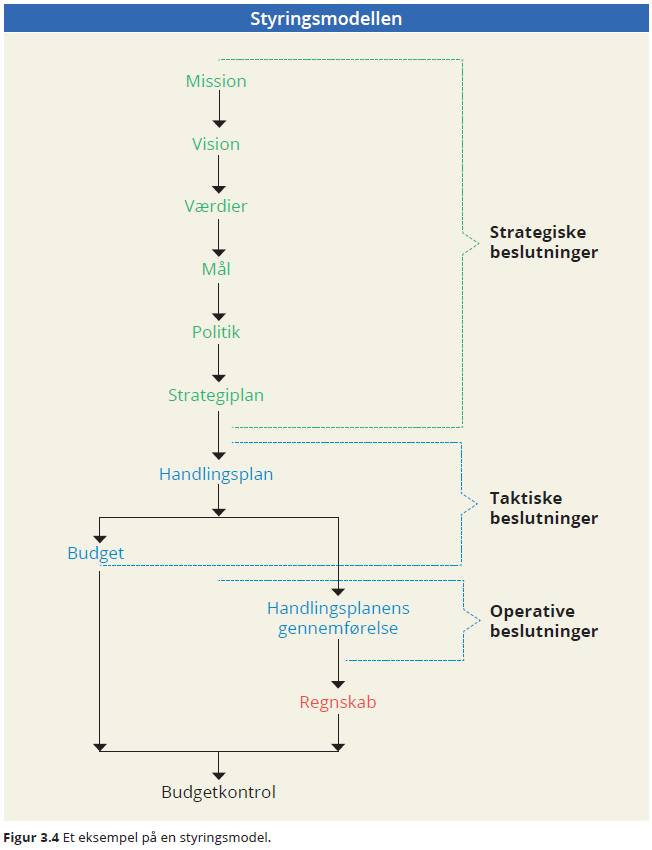 Styringsmodellen
Mission
Vision
Værdier
Mål
Politik
Strategiplan
Strategiske
beslutninger
Handlingsplan
Budget
Taktiske
beslutninger
Handlingsplanens
gennemførelse
Operative
beslutninger
Regnskab
Budgetkontrol
Figur 3.4 Et eksempel på en styringsmodel.